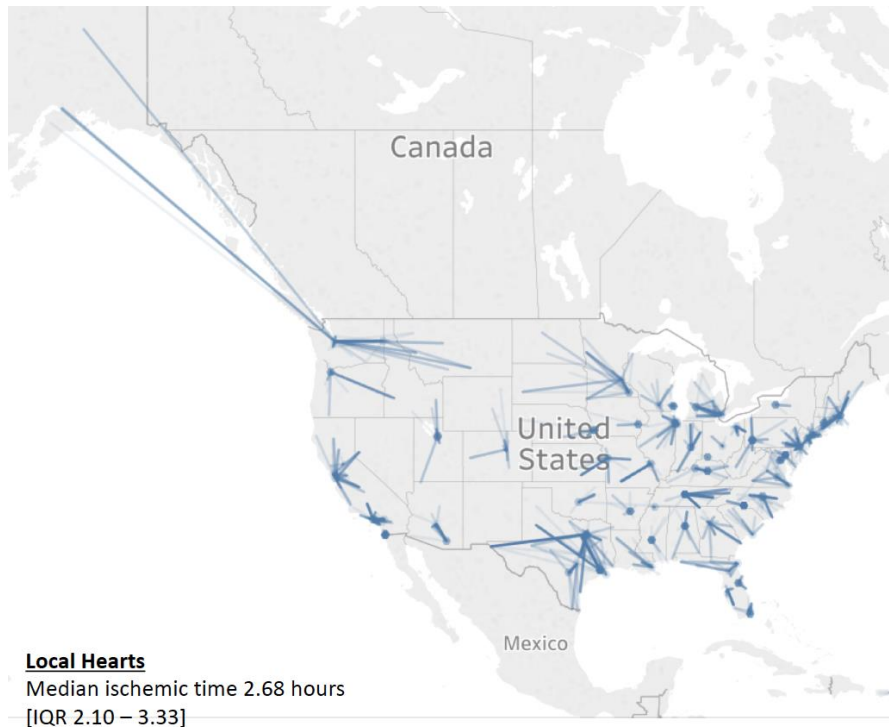 Canada
United
States
Mexico
Local Hearts
Median ischemic time 2.68 hours
[IQR 2.10 – 3.33]